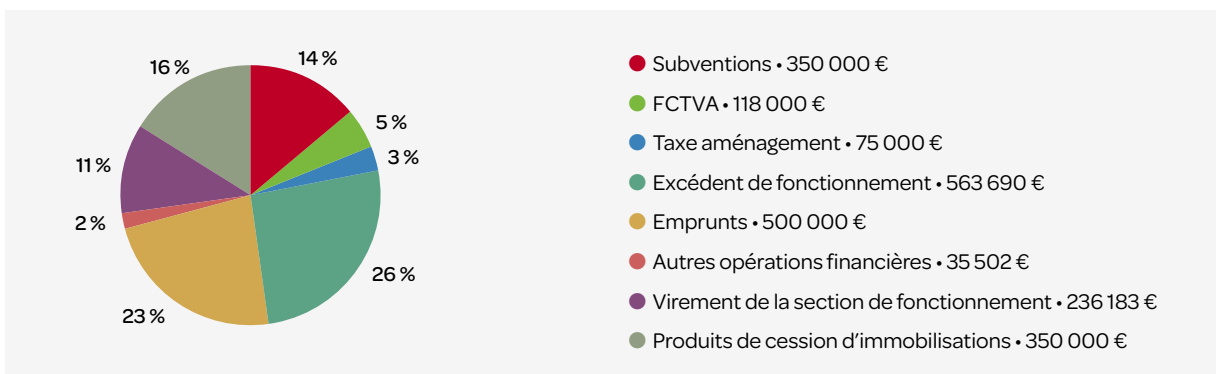 14 %
5 %
3 %
26 %
23 %
2 %
11 %
16 %
Subventions • 350 000 €
FCTVA • 118 000 €
Taxe aménagement • 75 000 €
Excédent de fonctionnement • 563 690 €
Emprunts • 500 000 €
Autres opérations financières • 35 502 €
Virement de la section de fonctionnement • 236 183 €
Produits de cession d’immobilisations • 350 000 €